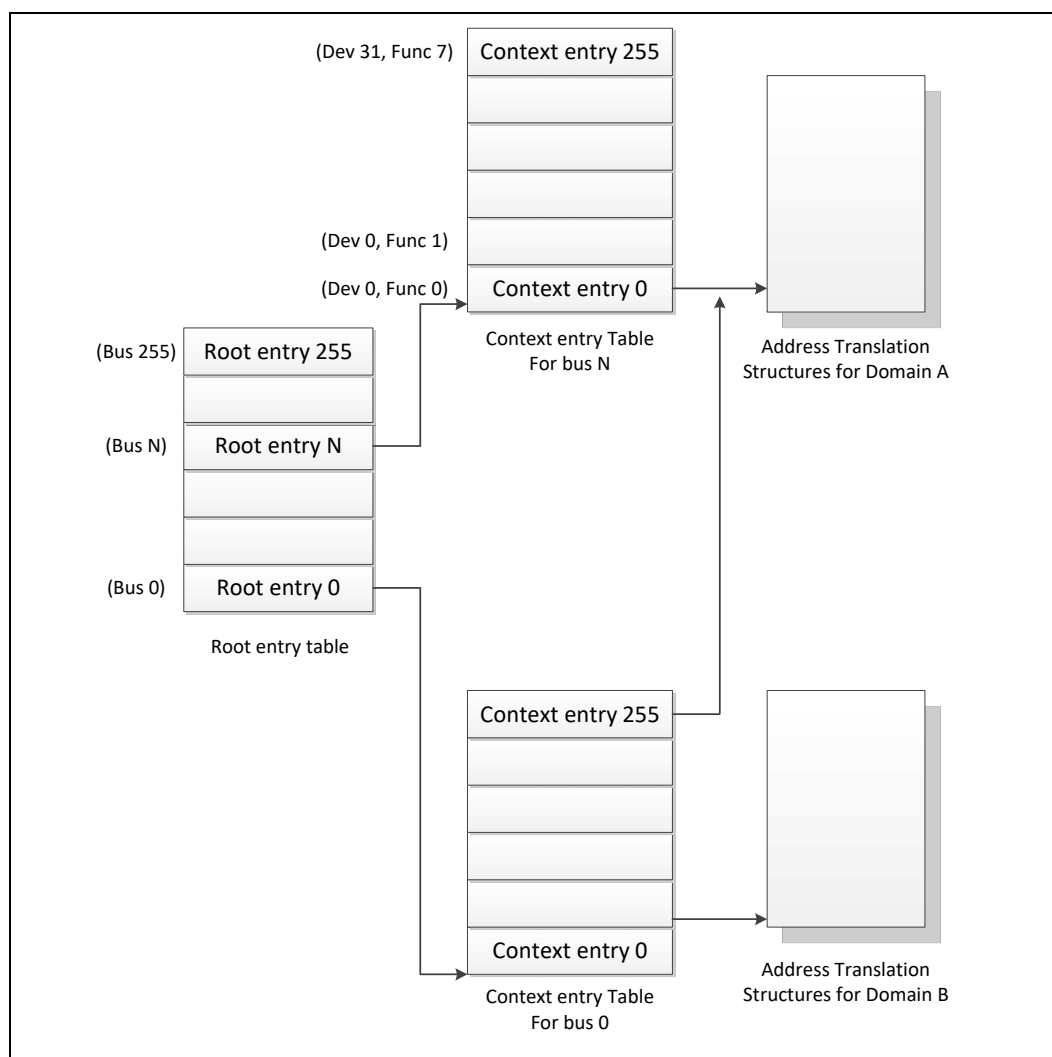 (Dev 31, Func 7)
Context entry 255
(Dev 0, Func 1)
(Dev 0, Func 0)
Context entry 0
Context entry Table
For bus N
Address Translation
Structures for Domain A
(Bus 255)
Root entry 255
(Bus N)
Root entry N
(Bus 0)
Root entry 0
Root entry table
Context entry 255
Context entry 0
Context entry Table
For bus 0
Address Translation
Structures for Domain B